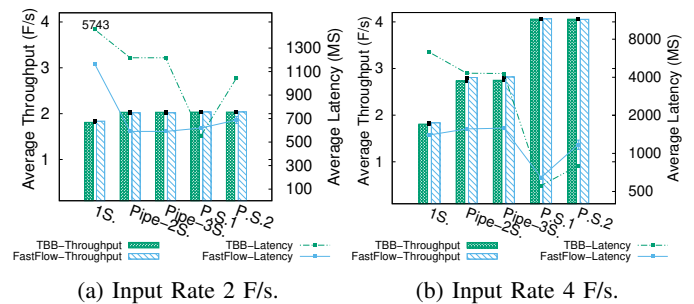 5743
Average Throughput (F/s)
4
3
2
1
1300
1100
900
700
500
300
100
Average Latency (MS)
1S.
Pipe-2S.
Pipe-3S.
P.S.1
P.S.2
TBB-Throughput
FastFlow-Throughput
TBB-Latency
FastFlow-Latency
(a) Input Rate 2 F/s.
Average Throughput (F/s)
4
3
2
1
8000
4000
2000
1000
500
Average Latency (MS)
1S.
Pipe-2S.
Pipe-3S.
P.S.1
P.S.2
TBB-Throughput
FastFlow-Throughput
TBB-Latency
FastFlow-Latency
(b) Input Rate 4 F/s.